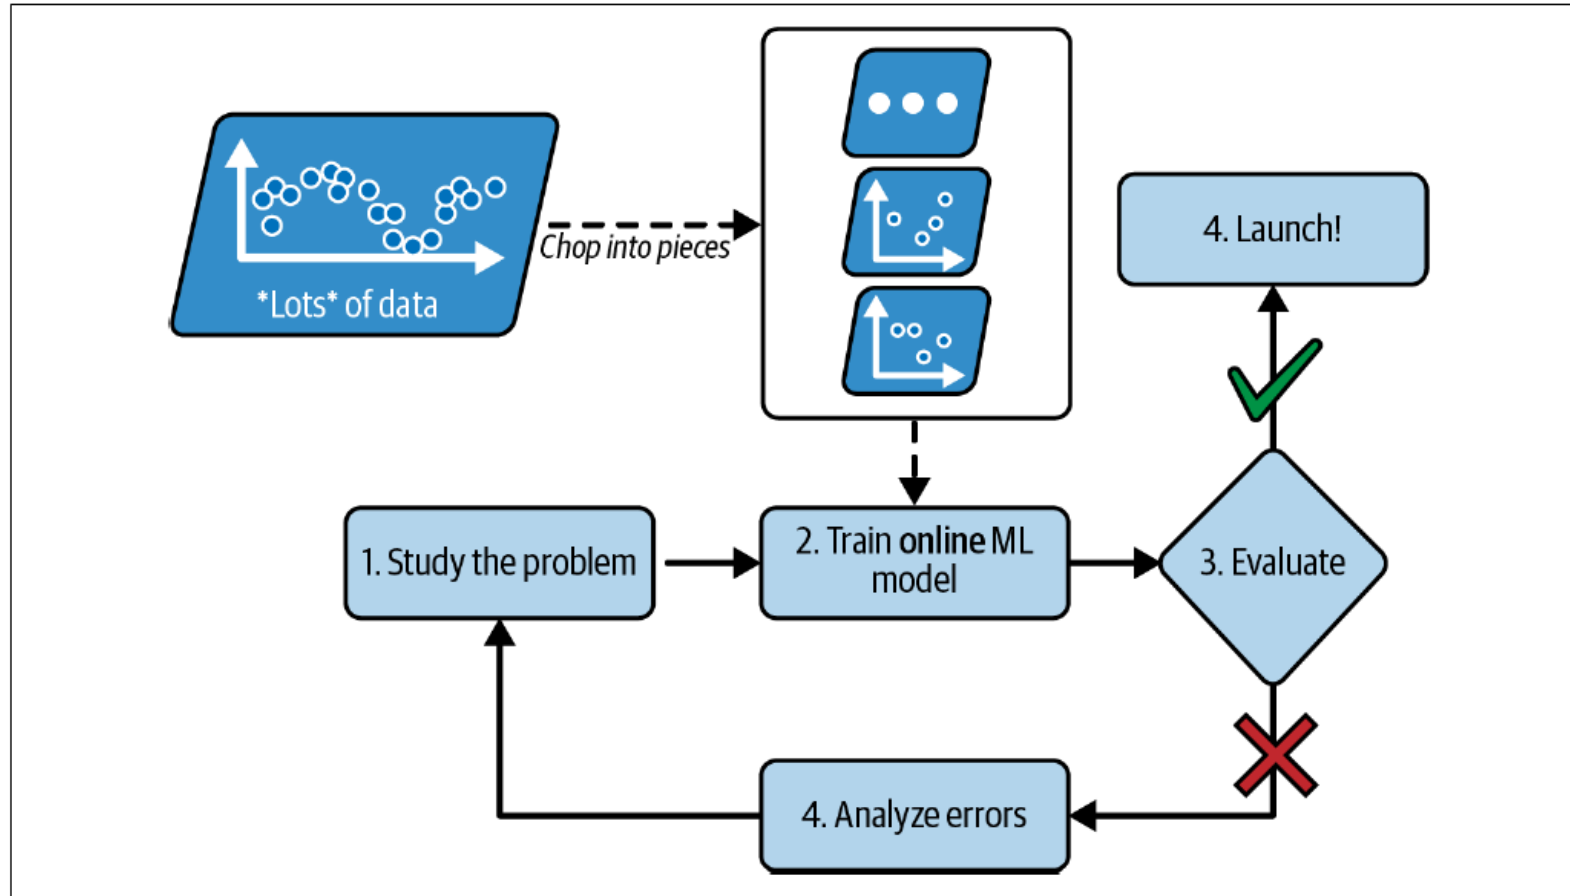 *Lots* of data
Chop into pieces
4. Launch!
1. Study the problem
2. Train online ML
model
3. Evaluate
4. Analyze errors